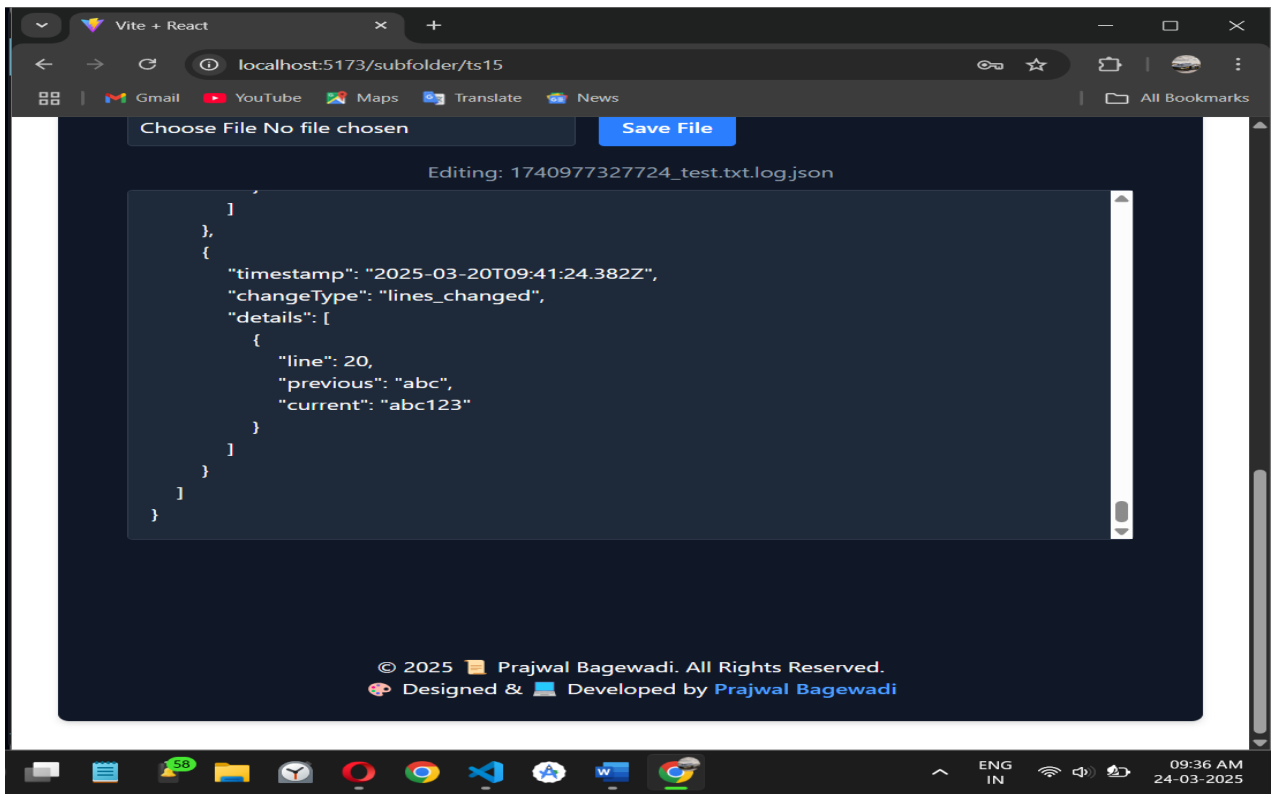 Vite + React
localhost:5173/subfolder/ts15
Gmail YouTube Maps Translate News All Bookmarks
Choose File No file chosen Save File
Editing: 1740977327724_test.txt.log.json
]
},
{
"timestamp": "2025-03-20T09:41:24.382Z",
"changeType": "lines_changed",
"details": [
{
"line": 20,
"previous": "abc",
"current": "abc123"
}
]
}
]
}
© 2025 📜 Prajwal Bagewadi. All Rights Reserved.
🎨 Designed & 💻 Developed by Prajwal Bagewadi
58
ENG
IN
09:36 AM
24-03-2025